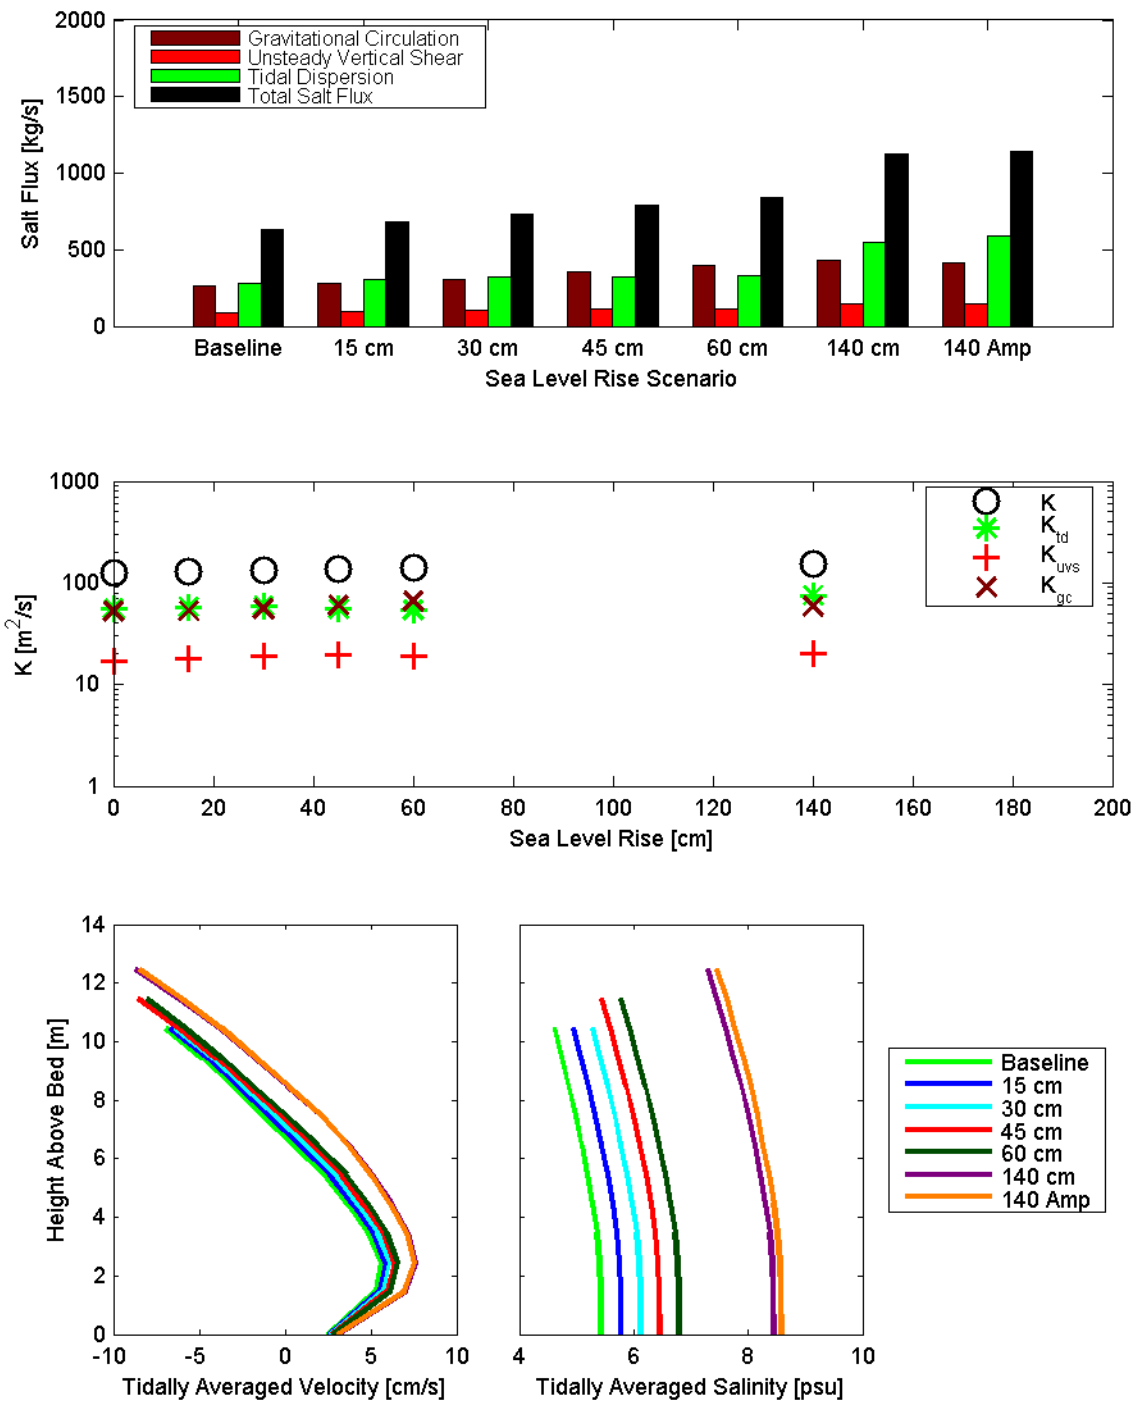 2000
1500
1000
500
0
Salt Flux [kg/s]
Gravitational Circulation
Unsteady Vertical Shear
Tidal Dispersion
Total Salt Flux
Baseline 15 cm 30 cm 45 cm 60 cm 140 cm 140 Amp
Sea Level Rise Scenario
1000
100
10
1
K [m²/s]
K
K_td
K_uvs
K_gc
0 20 40 60 80 100 120 140 160 180 200
Sea Level Rise [cm]
14
12
10
8
6
4
2
0
Height Above Bed [m]
-10 -5 0 5 10
Tidally Averaged Velocity [cm/s]
4 6 8 10
Tidally Averaged Salinity [psu]
Baseline
15 cm
30 cm
45 cm
60 cm
140 cm
140 Amp